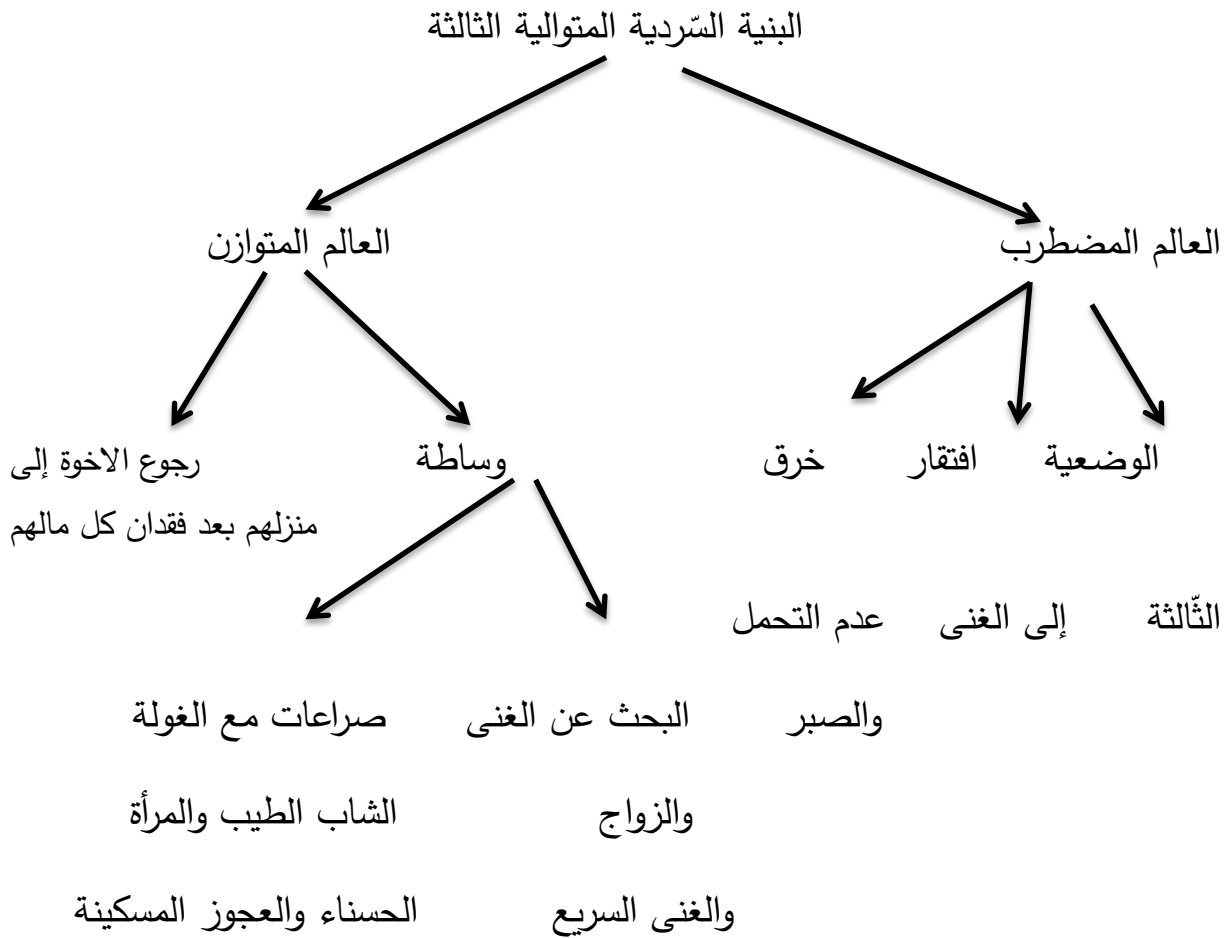 البنية السّردية المتوالية الثالثة
العالم المضطرب العالم المتوازن
الوضعية افتقار خرق وساطة رجوع الاخوة إلى
منزلهم بعد فقدان كل مالهم
الثّالثة إلى الغنى عدم التحمل
والصبر البحث عن الغنى صراعات مع الغولة
والزواج الشاب الطيب والمرأة
والغنى السريع الحسناء والعجوز المسكينة